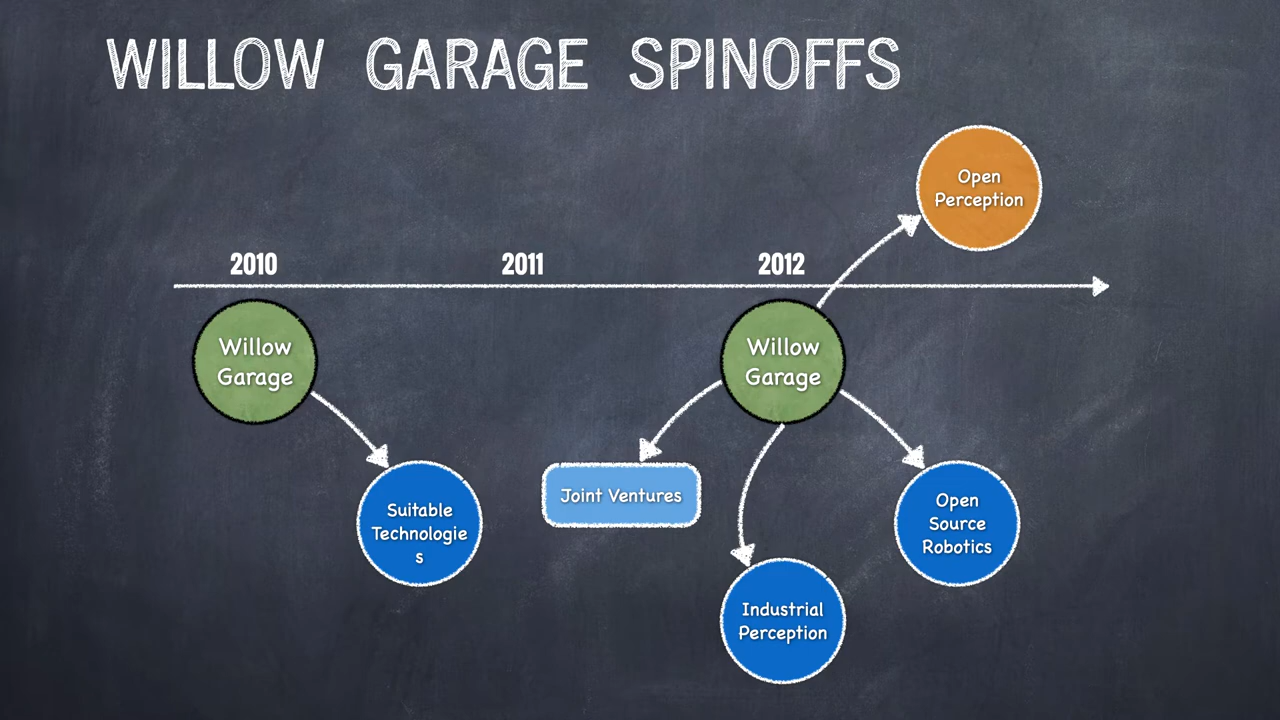 WILLOW GARAGE SPINOFFS
Open
Perception
2010
2011
2012
Willow
Garage
Willow
Garage
Suitable
Technologie
s
Joint Ventures
Open
Source
Robotics
Industrial
Perception